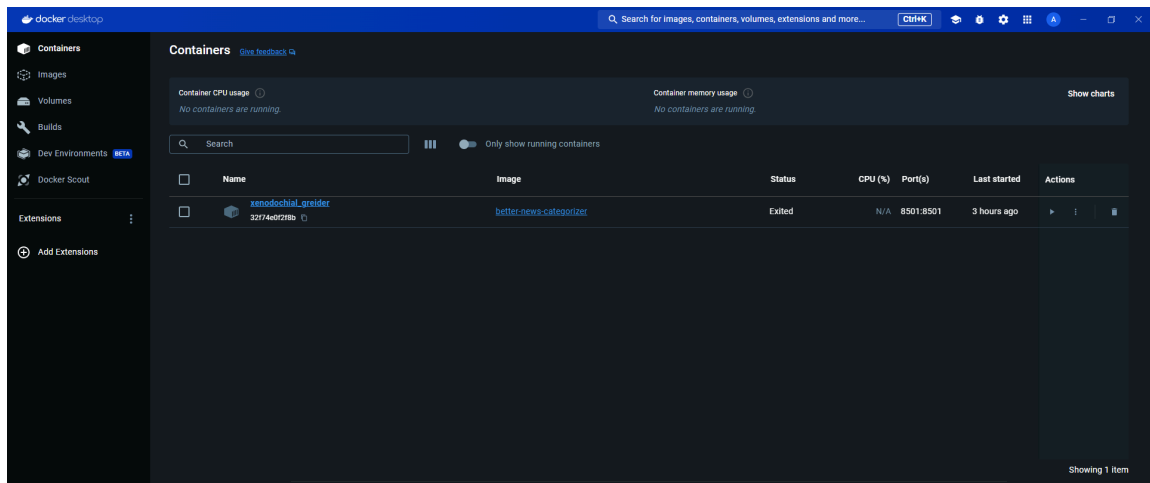 docker desktop
Search for images, containers, volumes, extensions and more... Ctrl+K
A
Containers
Images
Volumes
Builds
Dev Environments BETA
Docker Scout
Extensions
Add Extensions
Containers Give feedback
Container CPU usage
No containers are running.
Container memory usage
No containers are running.
Show charts
Search
Only show running containers
Name Image Status CPU (%) Port(s) Last started Actions
xenodochial_greider
32f74e0f2f8b
better-news-categorizer Exited N/A 8501:8501 3 hours ago
Showing 1 item